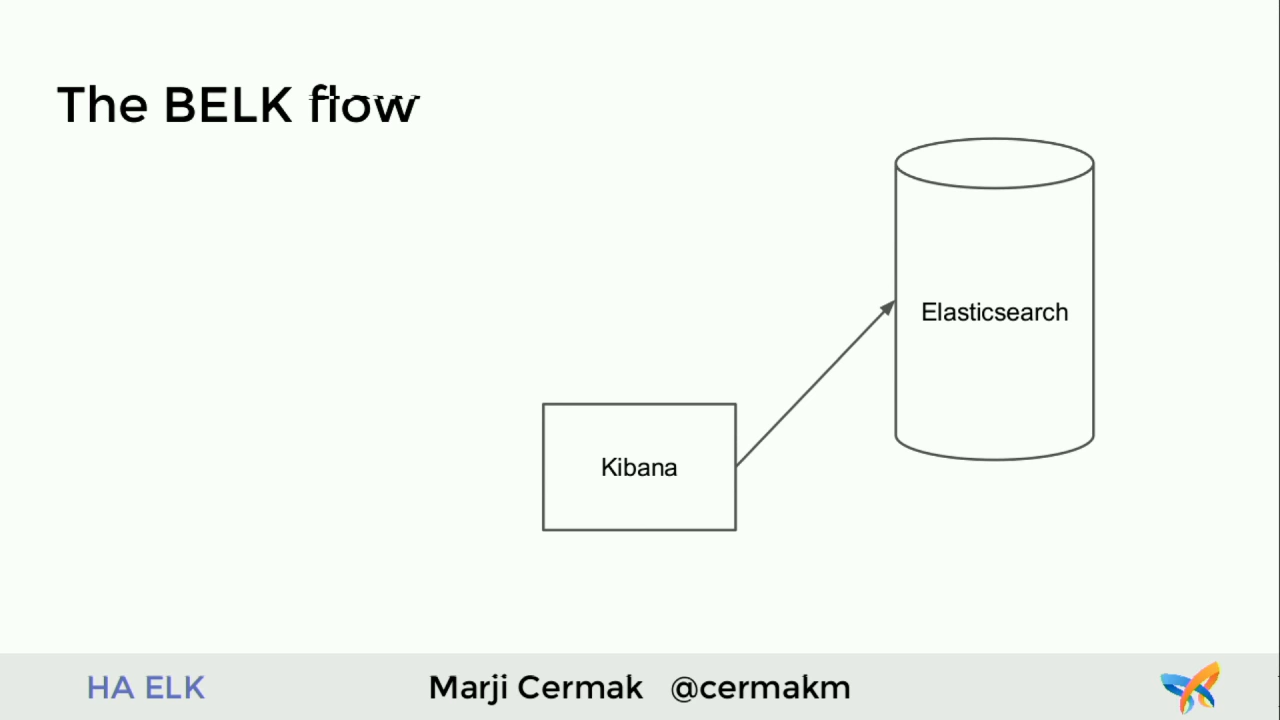 The BELK flow
Elasticsearch
Kibana
HA ELK
Marji Cermak @cermakm